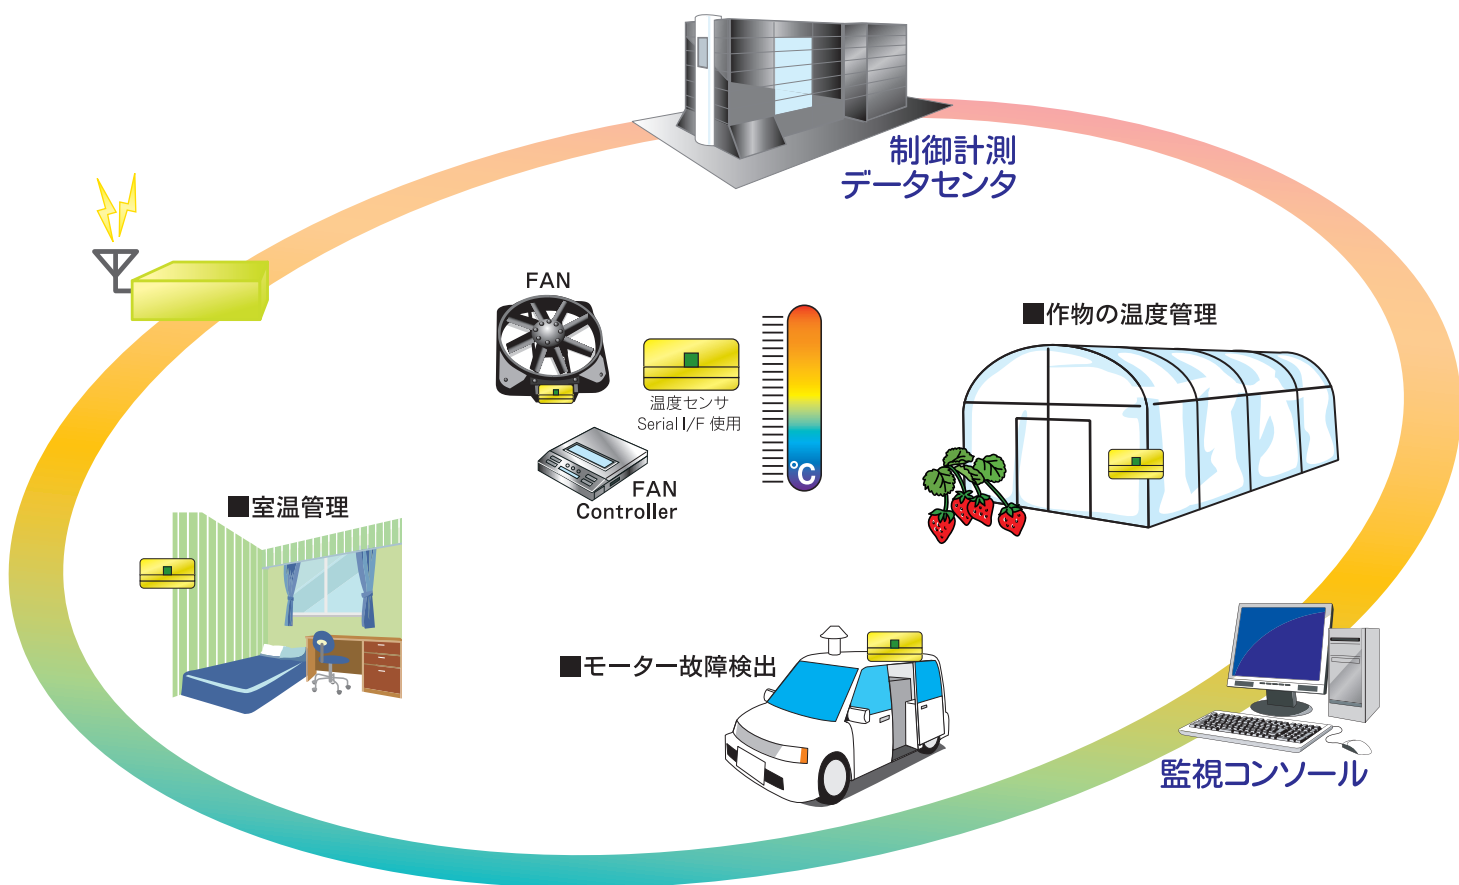 制御計測
データセンタ
FAN
■作物の温度管理
温度センサ
Serial I/F 使用
℃
FAN
Controller
■室温管理
■モーター故障検出
監視コンソール